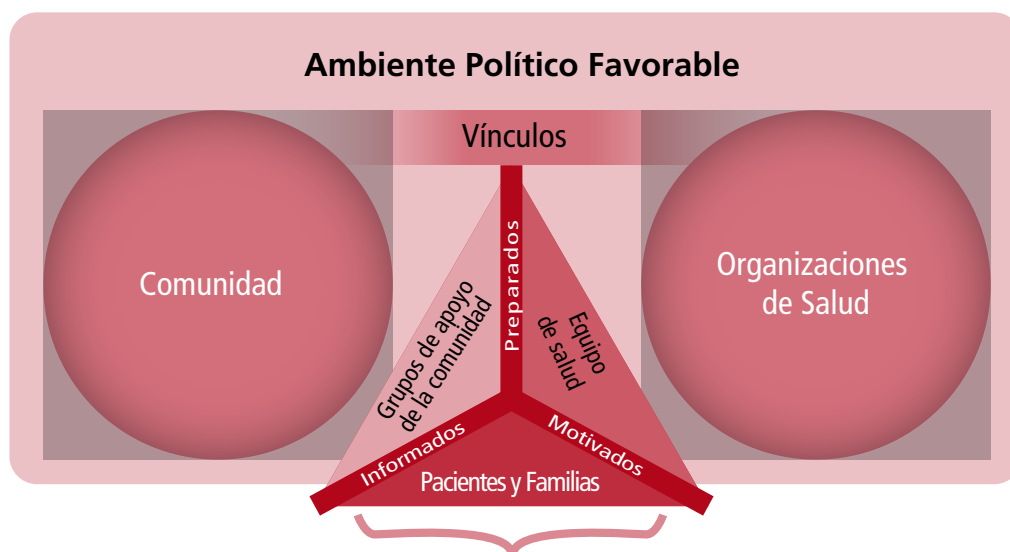 Ambiente Político Favorable
Vínculos
Comunidad
Organizaciones
de Salud
Preparados
Grupos de apoyo
de la comunidad
Equipo
de salud
Informados
Motivados
Pacientes y Familias